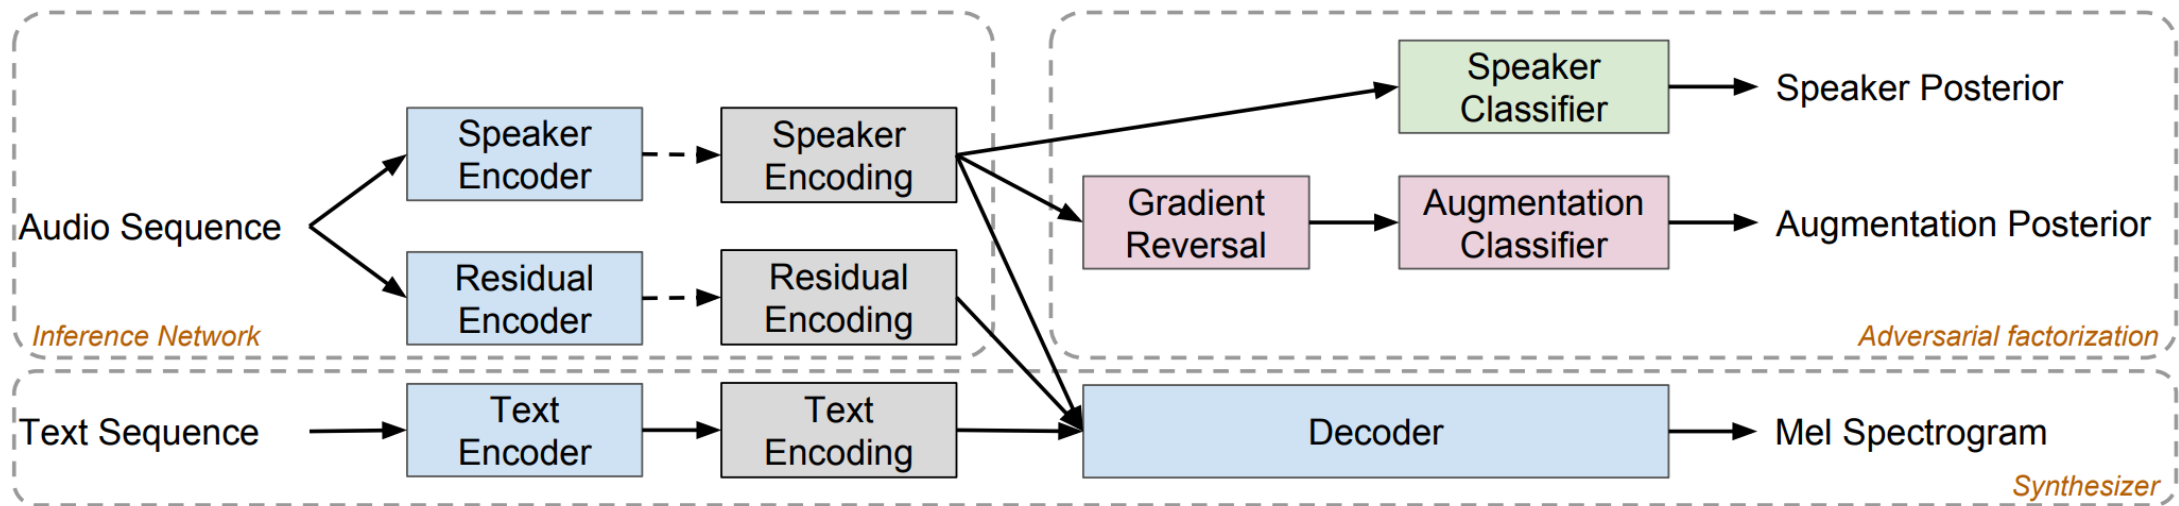 Audio Sequence
Speaker
Encoder
Speaker
Encoding
Residual
Encoder
Residual
Encoding
Inference Network
Speaker
Classifier
Speaker Posterior
Gradient
Reversal
Augmentation
Classifier
Augmentation Posterior
Adversarial factorization
Text Sequence
Text
Encoder
Text
Encoding
Decoder
Mel Spectrogram
Synthesizer